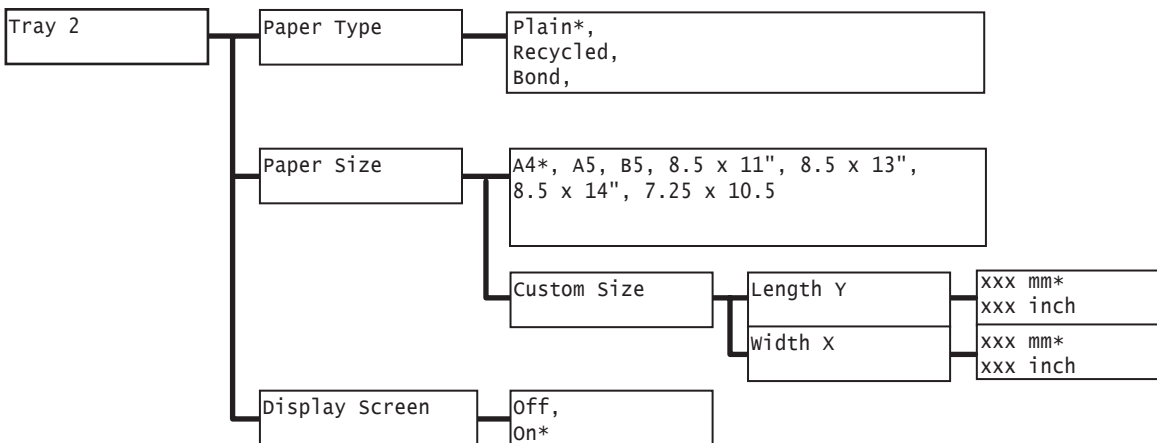 Tray 2
Paper Type
Plain*,
Recycled,
Bond,
Paper Size
A4*, A5, B5, 8.5 x 11", 8.5 x 13",
8.5 x 14", 7.25 x 10.5
Custom Size
Length Y
xxx mm*
xxx inch
Width X
xxx mm*
xxx inch
Display Screen
Off,
On*